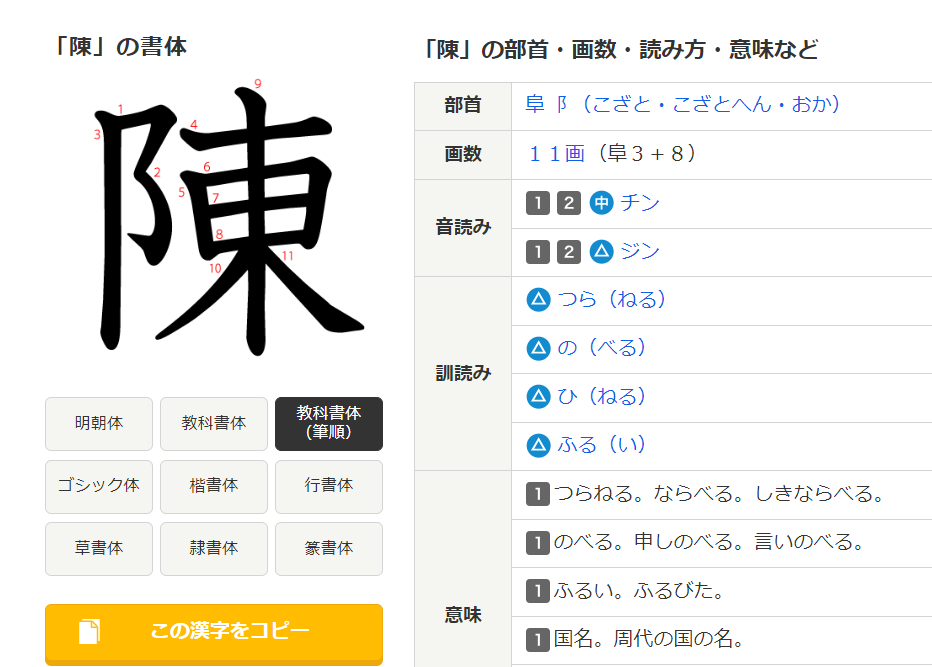 「陳」の書体
陳
1
2
3
4
5
6
7
8
9
10
11
明朝体
教科書体
教科書体
（筆順）
ゴシック体
楷書体
行書体
草書体
隷書体
篆書体
この漢字をコピー
「陳」の部首・画数・読み方・意味など
部首
阜 阝（こざと・こざとへん・おか）
画数
１１画（阜３＋８）
音読み
1 2 中 チン
1 2 △ ジン
訓読み
△ つら（ねる）
△ の（べる）
△ ひ（ねる）
△ ふる（い）
意味
1 つらねる。ならべる。しきならべる。
1 のべる。申しのべる。言いのべる。
1 ふるい。ふるびた。
1 国名。周代の国の名。